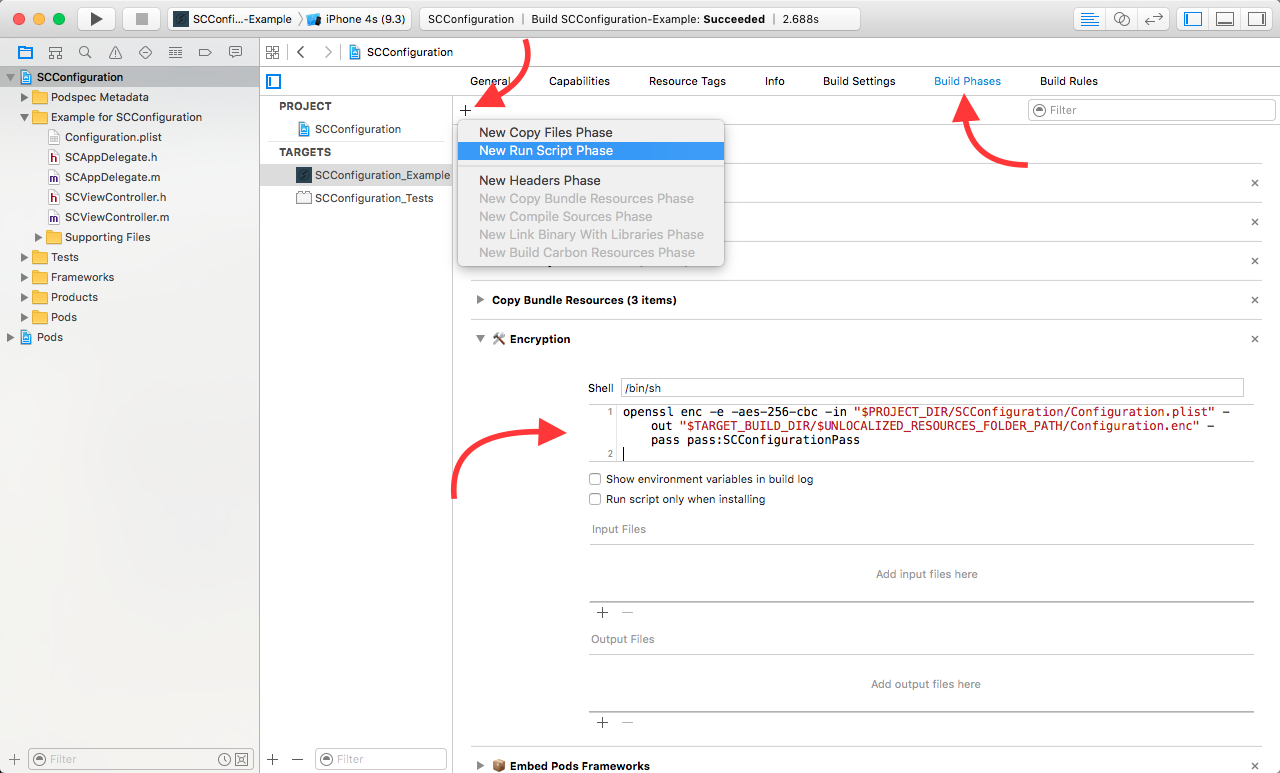 SCConfi...-Example
iPhone 4s (9.3)
SCConfiguration | Build SCConfiguration-Example: Succeeded | 2.688s
SCConfiguration
SCConfiguration
Podspec Metadata
Example for SCConfiguration
Configuration.plist
SCAppDelegate.h
SCAppDelegate.m
SCViewController.h
SCViewController.m
Supporting Files
Tests
Frameworks
Products
Pods
Pods
Filter
PROJECT
SCConfiguration
TARGETS
SCConfiguration_Example
SCConfiguration_Tests
Filter
General
Capabilities
Resource Tags
Info
Build Settings
Build Phases
Build Rules
Filter
New Copy Files Phase
New Run Script Phase
New Headers Phase
New Copy Bundle Resources Phase
New Compile Sources Phase
New Link Binary With Libraries Phase
New Build Carbon Resources Phase
Copy Bundle Resources (3 items)
Encryption
Shell /bin/sh
1 openssl enc -e -aes-256-cbc -in "$PROJECT_DIR/SCConfiguration/Configuration.plist" -
out "$TARGET_BUILD_DIR/$UNLOCALIZED_RESOURCES_FOLDER_PATH/Configuration.enc" -
pass pass:SCConfigurationPass
2
Show environment variables in build log
Run script only when installing
Input Files
Add input files here
Output Files
Add output files here
Embed Pods Frameworks